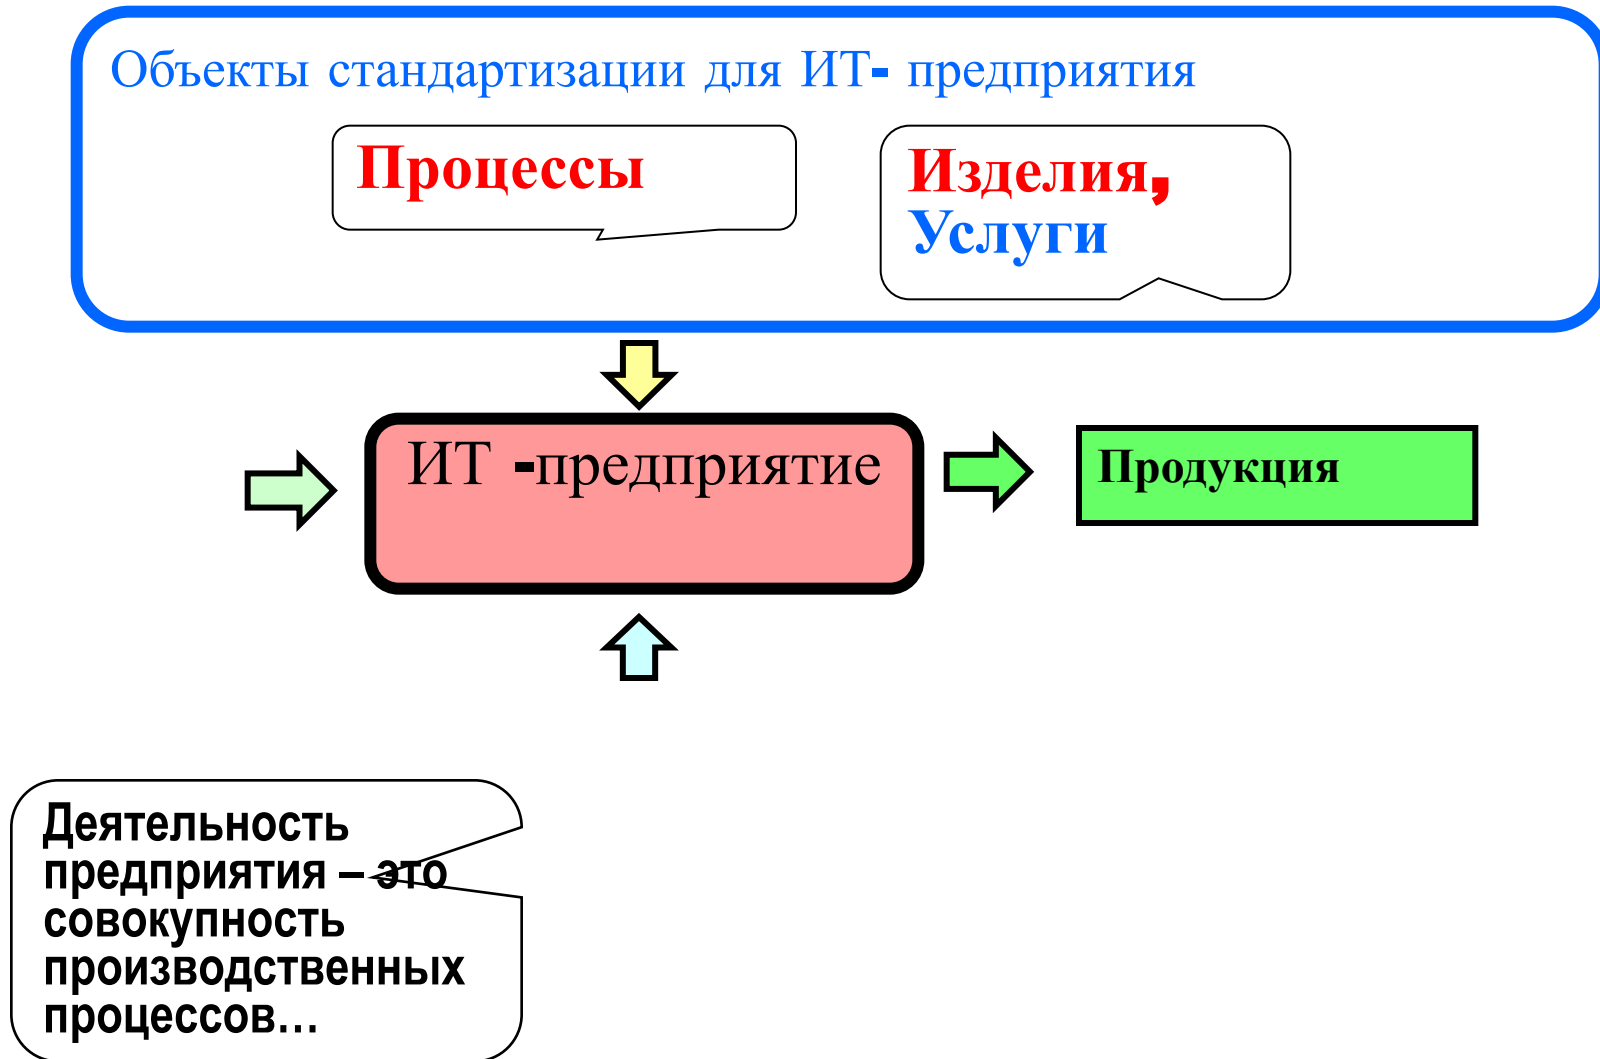 Объекты стандартизации для ИТ- предприятия
Процессы
Изделия,
Услуги
ИТ -предприятие
Продукция
Деятельность
предприятия – это
совокупность
производственных
процессов…